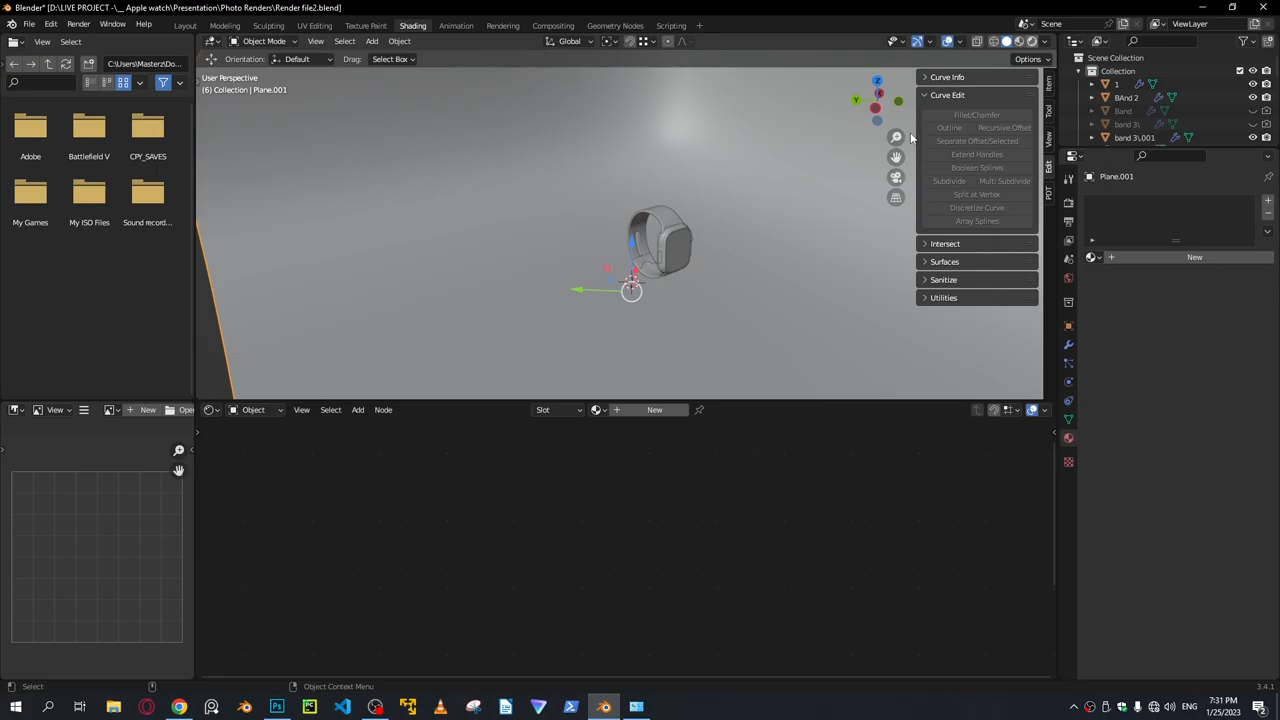 Blender* [D:\LIVE PROJECT -\__ Apple watch\Presentation\Photo Renders\Render file2.blend]
File Edit Render Window Help Layout Modeling Sculpting UV Editing Texture Paint Shading Animation Rendering Compositing Geometry Nodes Scripting Scene ViewLayer
View Select Object Mode View Select Add Object Global
C:\Users\Masterz\Do... Orientation: Default Drag: Select Box Options
User Perspective
(6) Collection | Plane.001
Scene Collection
Collection
1
BAnd 2
Band
band 3\
band 3\.001
Adobe Battlefield V CPY_SAVES
My Games My ISO Files Sound record...
Z
Y
Curve Info
Curve Edit
Fillet/Chamfer
Outline Recursive Offset
Separate Offset/Selected
Extend Handles
Boolean Splines
Subdivide Multi Subdivide
Split at Vertex
Discretize Curve
Array Splines
Intersect
Surfaces
Sanitize
Utilities
Item
Tool
View
Edit
PDT
Plane.001
New
View New Open
Object View Select Add Node Slot New
Select Object Context Menu 3.4.1
ENG 7:31 PM
1/25/2023